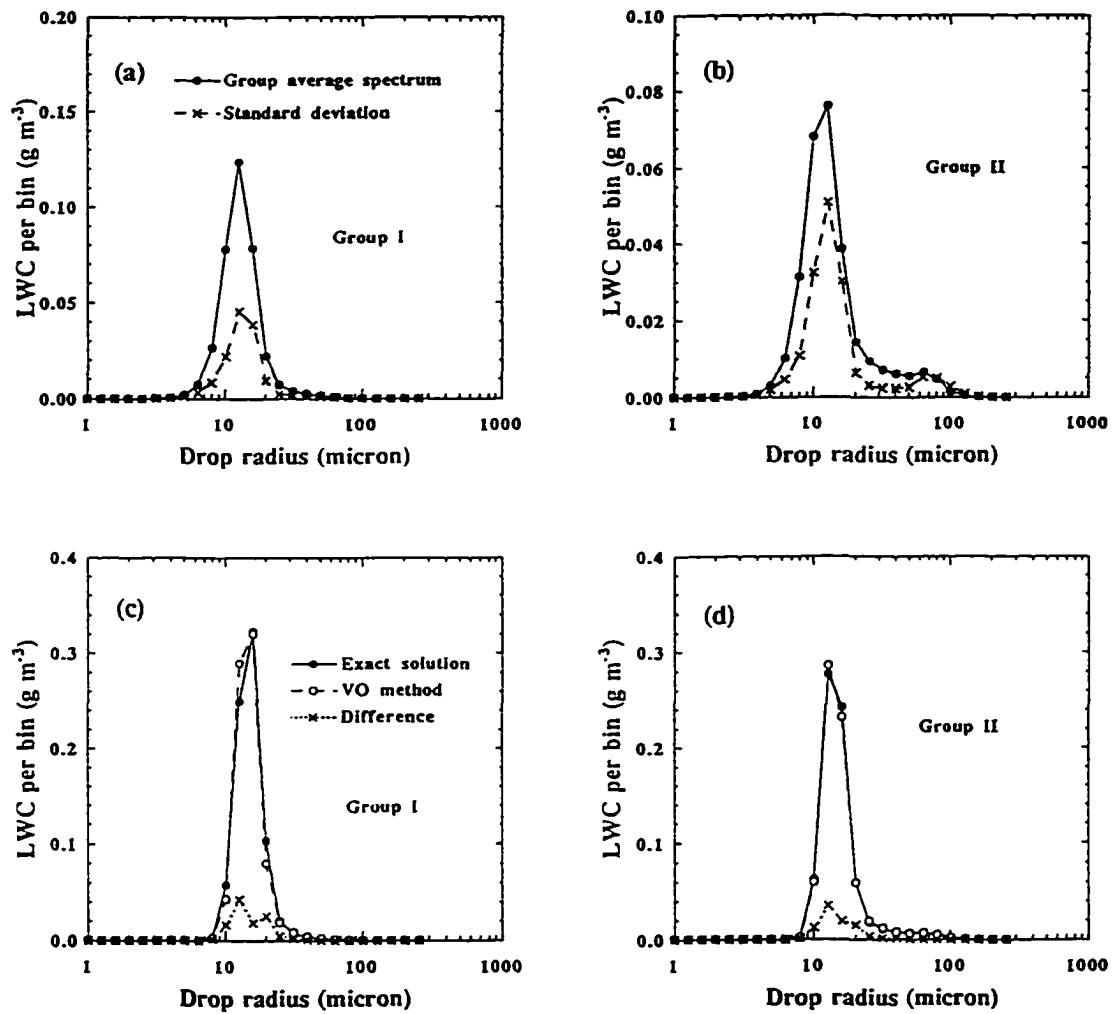 (a)
Group average spectrum
Standard deviation
Group I
LWC per bin (g m-3)
0.20
0.15
0.10
0.05
0.00
1
10
100
1000
Drop radius (micron)
(b)
Group II
LWC per bin (g m-3)
0.10
0.08
0.06
0.04
0.02
0.00
1
10
100
1000
Drop radius (micron)
(c)
Exact solution
VO method
Difference
Group I
LWC per bin (g m-3)
0.4
0.3
0.2
0.1
0.0
1
10
100
1000
Drop radius (micron)
(d)
Group II
LWC per bin (g m-3)
0.4
0.3
0.2
0.1
0.0
1
10
100
1000
Drop radius (micron)